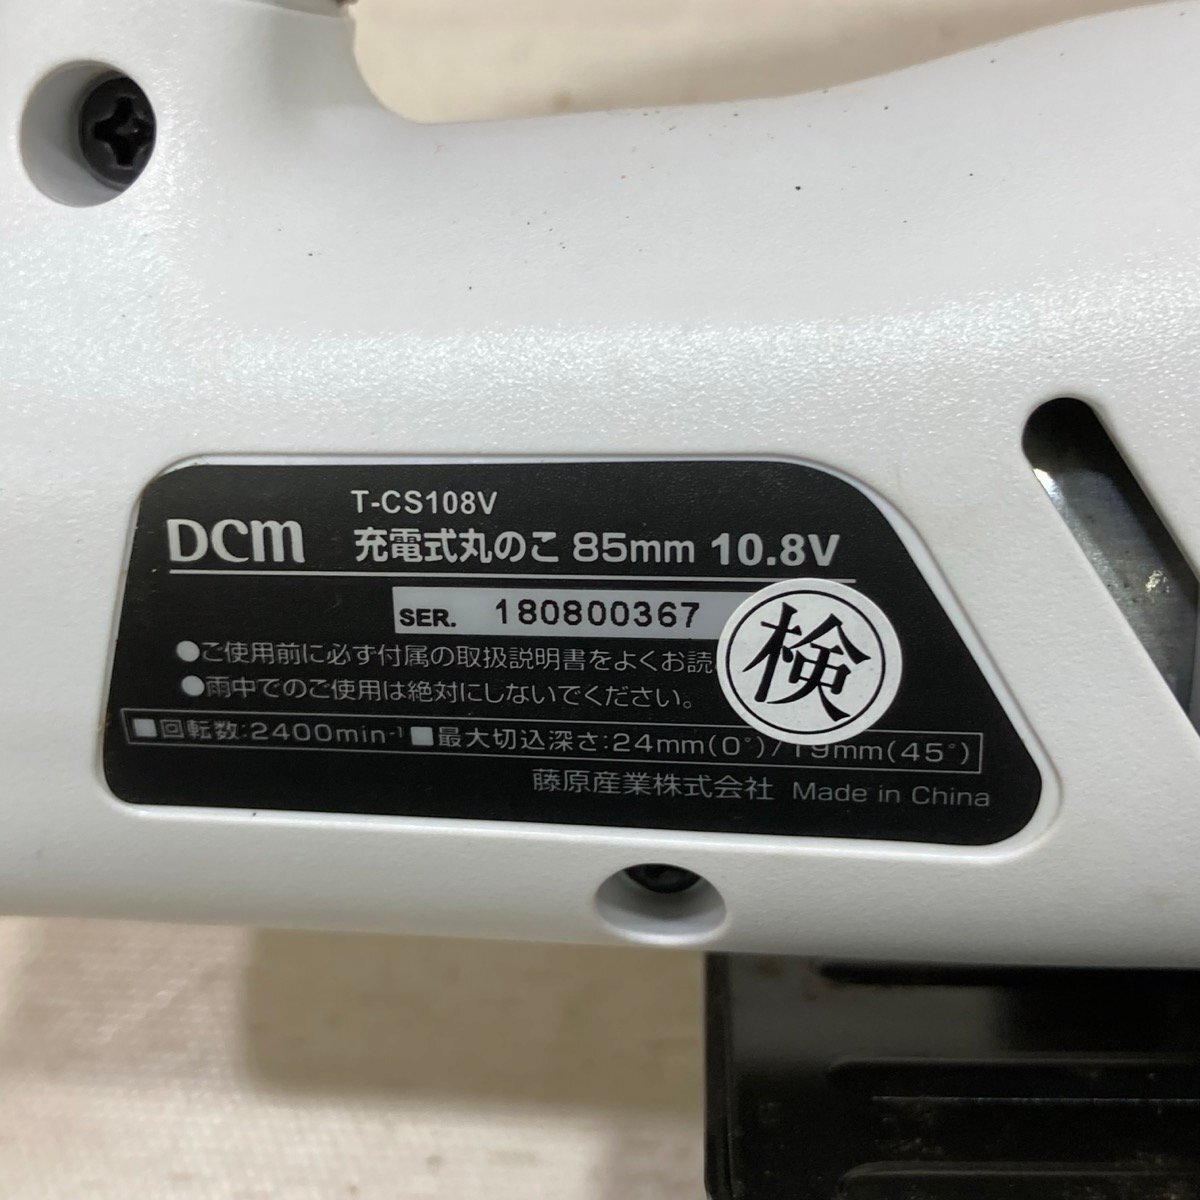 T-CS108V
DCM 充電式丸のこ 85mm 10.8V
SER. 180800367
検
●ご使用前に必ず付属の取扱説明書をよくお読
●雨中でのご使用は絶対にしないでください。
■回転数:2400min⁻¹ ■最大切込深さ:24mm(0°)/19mm(45°)
藤原産業株式会社 Made in China